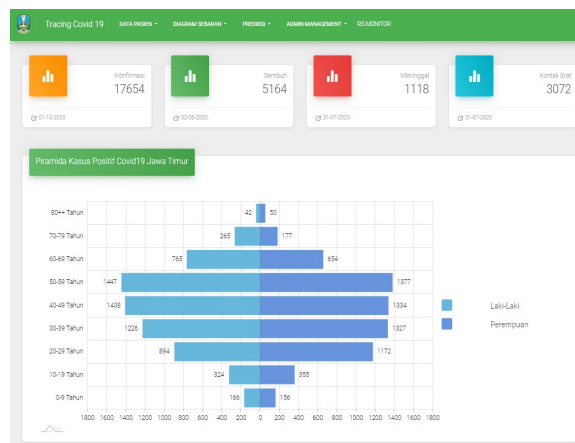 Tracing Covid 19 DATA PASIEN DIAGRAM SEBARAN PREDIKSI ADMIN MANAGEMENT RS MONITOR
Konfirmasi
17654
01-10-2020
Sembuh
5164
02-08-2020
Meninggal
1118
31-07-2020
Kontak Erat
3072
31-07-2020
Piramida Kasus Positif Covid19 Jawa Timur
80++ Tahun 42 50
70-79 Tahun 265 177
60-69 Tahun 765 654
50-59 Tahun 1447 1377
40-49 Tahun 1408 1334
30-39 Tahun 1226 1327
20-29 Tahun 894 1172
10-19 Tahun 324 355
0-9 Tahun 166 156
1800 1600 1400 1200 1000 800 600 400 200 0 200 400 600 800 1000 1200 1400 1600 1800
Laki-Laki
Perempuan